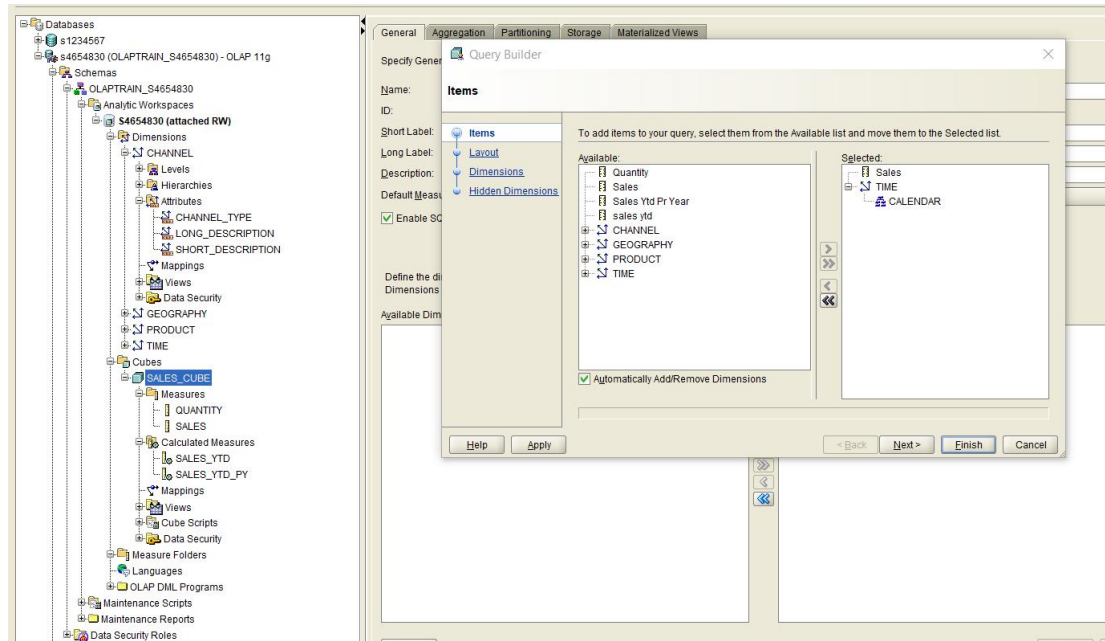 Databases
s1234567
s4654830 (OLAPTRAIN_S4654830) - OLAP 11g
Schemas
OLAPTRAIN_S4654830
Analytic Workspaces
S4654830 (attached RW)
Dimensions
CHANNEL
Levels
Hierarchies
Attributes
CHANNEL_TYPE
LONG_DESCRIPTION
SHORT_DESCRIPTION
Mappings
Views
Data Security
GEOGRAPHY
PRODUCT
TIME
Cubes
SALES_CUBE
Measures
QUANTITY
SALES
Calculated Measures
SALES_YTD
SALES_YTD_PY
Mappings
Views
Cube Scripts
Data Security
Measure Folders
Languages
OLAP DML Programs
Maintenance Scripts
Maintenance Reports
Data Security Roles
General Aggregation Partitioning Storage Materialized Views
Specify Gener
Name:
ID:
Short Label:
Long Label:
Description:
Default Measu
Enable SQ
Define the di
Dimensions
Available Dim
Query Builder
Items
Items
Layout
Dimensions
Hidden Dimensions
To add items to your query, select them from the Available list and move them to the Selected list.
Available:
Quantity
Sales
Sales Ytd Pr Year
sales ytd
CHANNEL
GEOGRAPHY
PRODUCT
TIME
Automatically Add/Remove Dimensions
Selected:
Sales
TIME
CALENDAR
Help Apply < Back Next > Finish Cancel